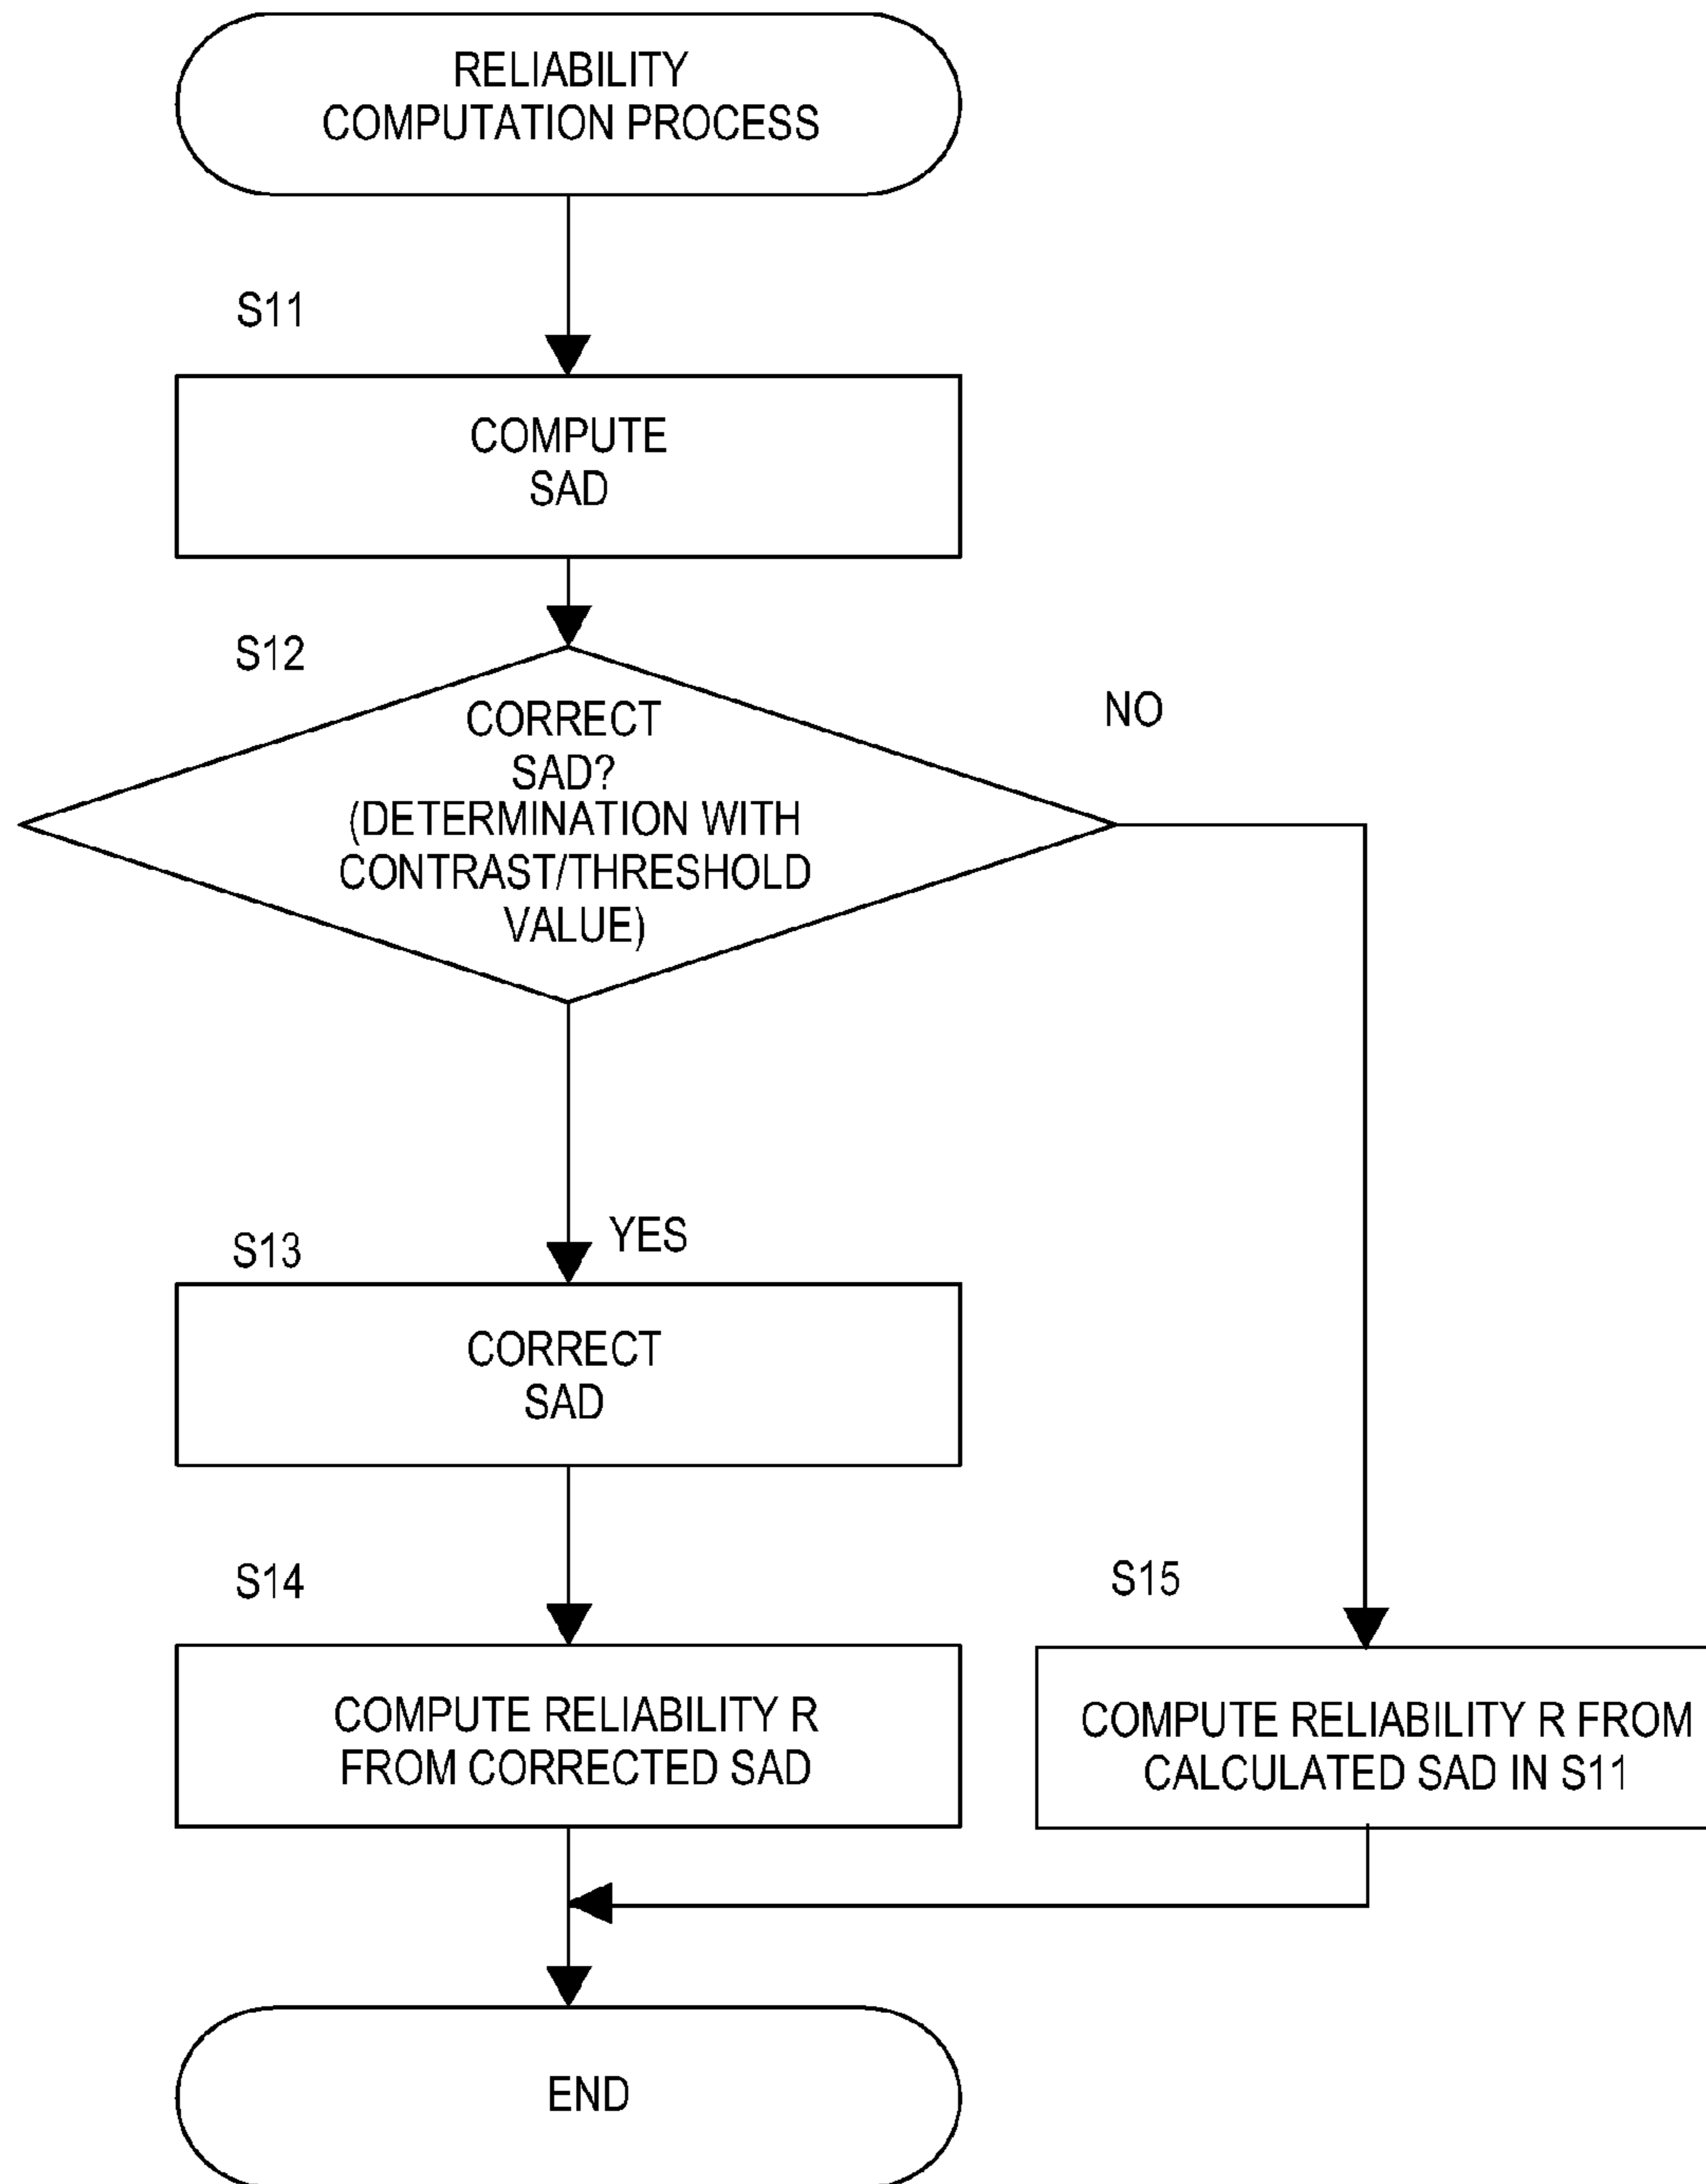 RELIABILITY
COMPUTATION PROCESS
S11
COMPUTE
SAD
S12
CORRECT
SAD?
(DETERMINATION WITH
CONTRAST/THRESHOLD
VALUE)
NO
YES
S13
CORRECT
SAD
S14
COMPUTE RELIABILITY R
FROM CORRECTED SAD
S15
COMPUTE RELIABILITY R FROM
CALCULATED SAD IN S11
END